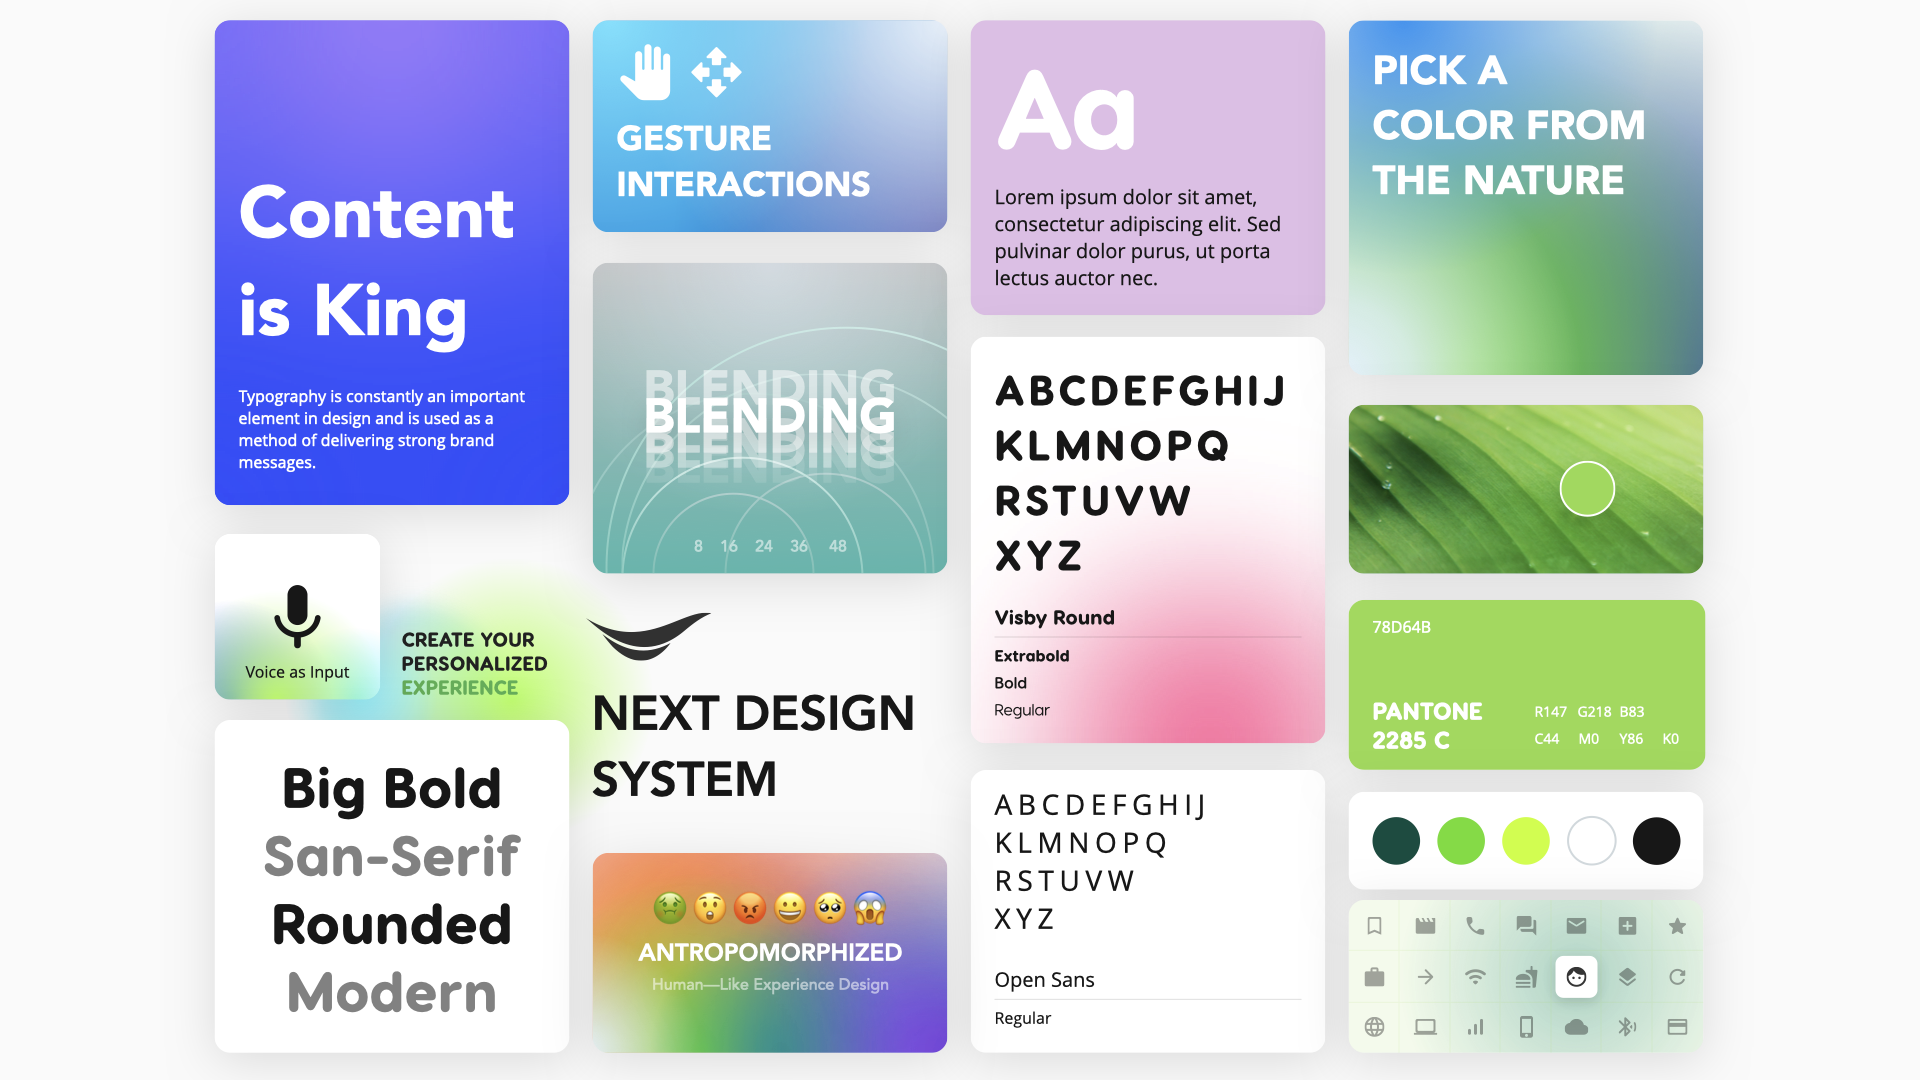 Content
is King
Typography is constantly an important
element in design and is used as a
method of delivering strong brand
messages.
Voice as Input
CREATE YOUR
PERSONALIZED
EXPERIENCE
Big Bold
San-Serif
Rounded
Modern
GESTURE
INTERACTIONS
BLENDING
BLENDING
BLENDING
BLENDING
8 16 24 36 48
NEXT DESIGN
SYSTEM
ANTROPOMORPHIZED
Human—Like Experience Design
Aa
Lorem ipsum dolor sit amet,
consectetur adipiscing elit. Sed
pulvinar dolor purus, ut porta
lectus auctor nec.
ABCDEFGHIJ
KLMNOPQ
RSTUVW
XYZ
Visby Round
Extrabold
Bold
Regular
ABCDEFGHIJ
KLMNOPQ
RSTUVW
XYZ
Open Sans
Regular
PICK A
COLOR FROM
THE NATURE
78D64B
PANTONE
2285 C
R147 G218 B83
C44 M0 Y86 K0